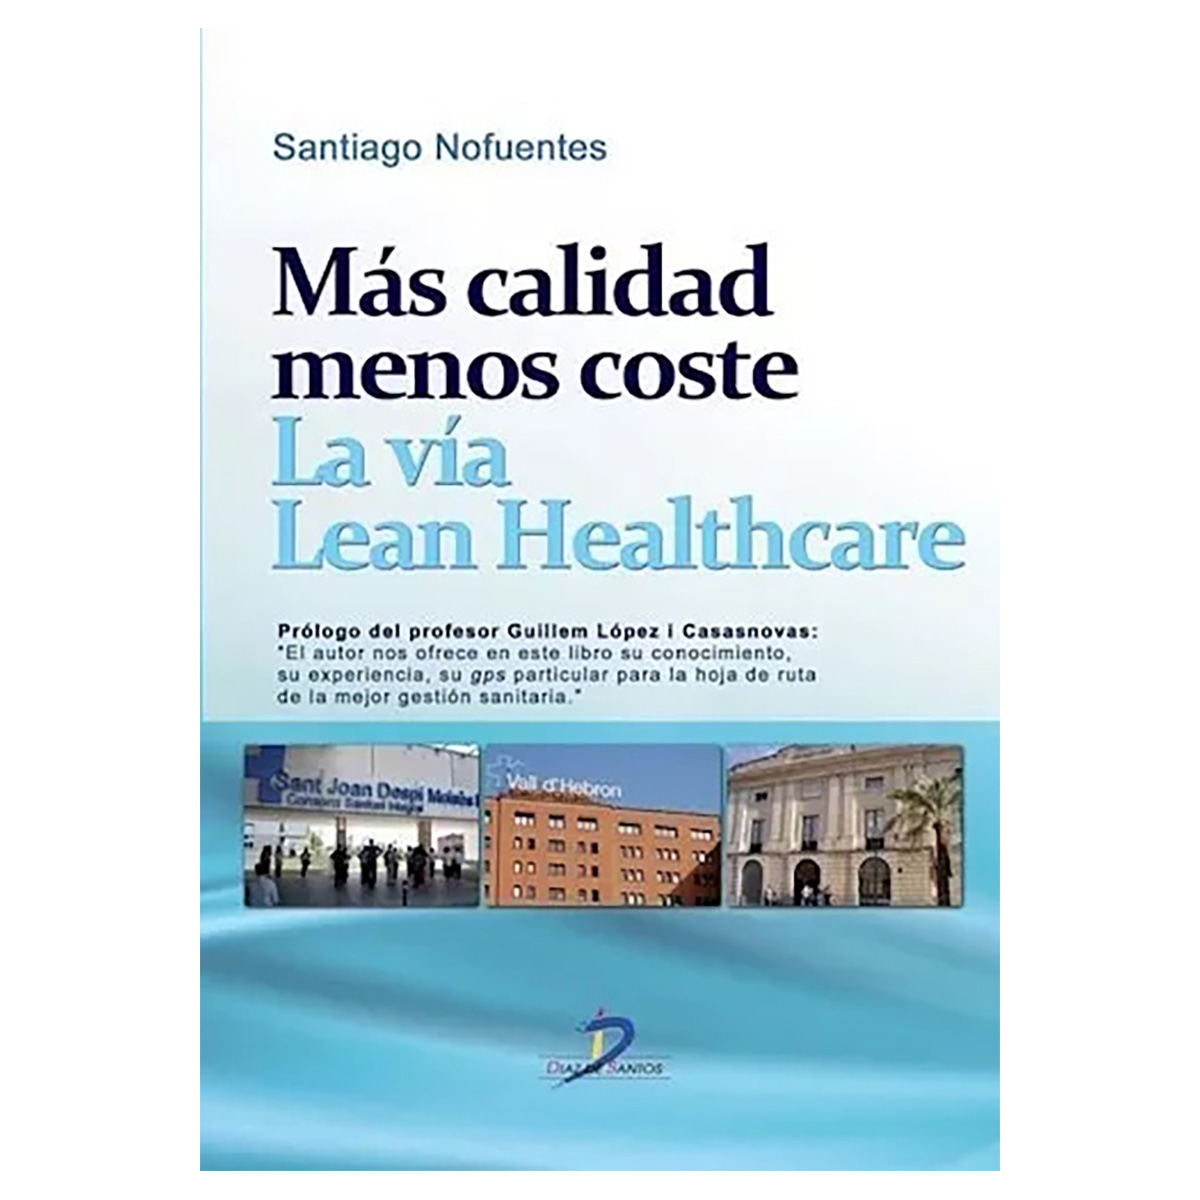 Santiago Nofuentes
Más calidad
menos coste
La vía
Lean Healthcare
Prólogo del profesor Guillem López i Casasnovas:
"El autor nos ofrece en este libro su conocimiento,
su experiencia, su gps particular para la hoja de ruta
de la mejor gestión sanitaria."
Sant Joan Despí Moisès
Consorci Sanitari
Vall d'Hebron
DIAZ DE SANTOS